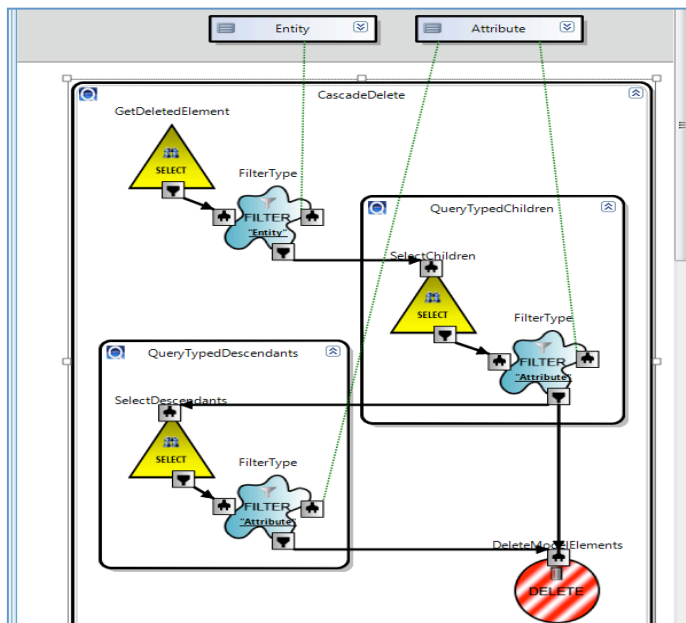 Entity
Attribute
CascadeDelete
GetDeletedElement
SELECT
FilterType
FILTER
"Entity"
QueryTypedChildren
SelectChildren
SELECT
FilterType
FILTER
"Attribute"
QueryTypedDescendants
SelectDescendants
SELECT
FilterType
FILTER
"Attribute"
DeleteModelElements
DELETE